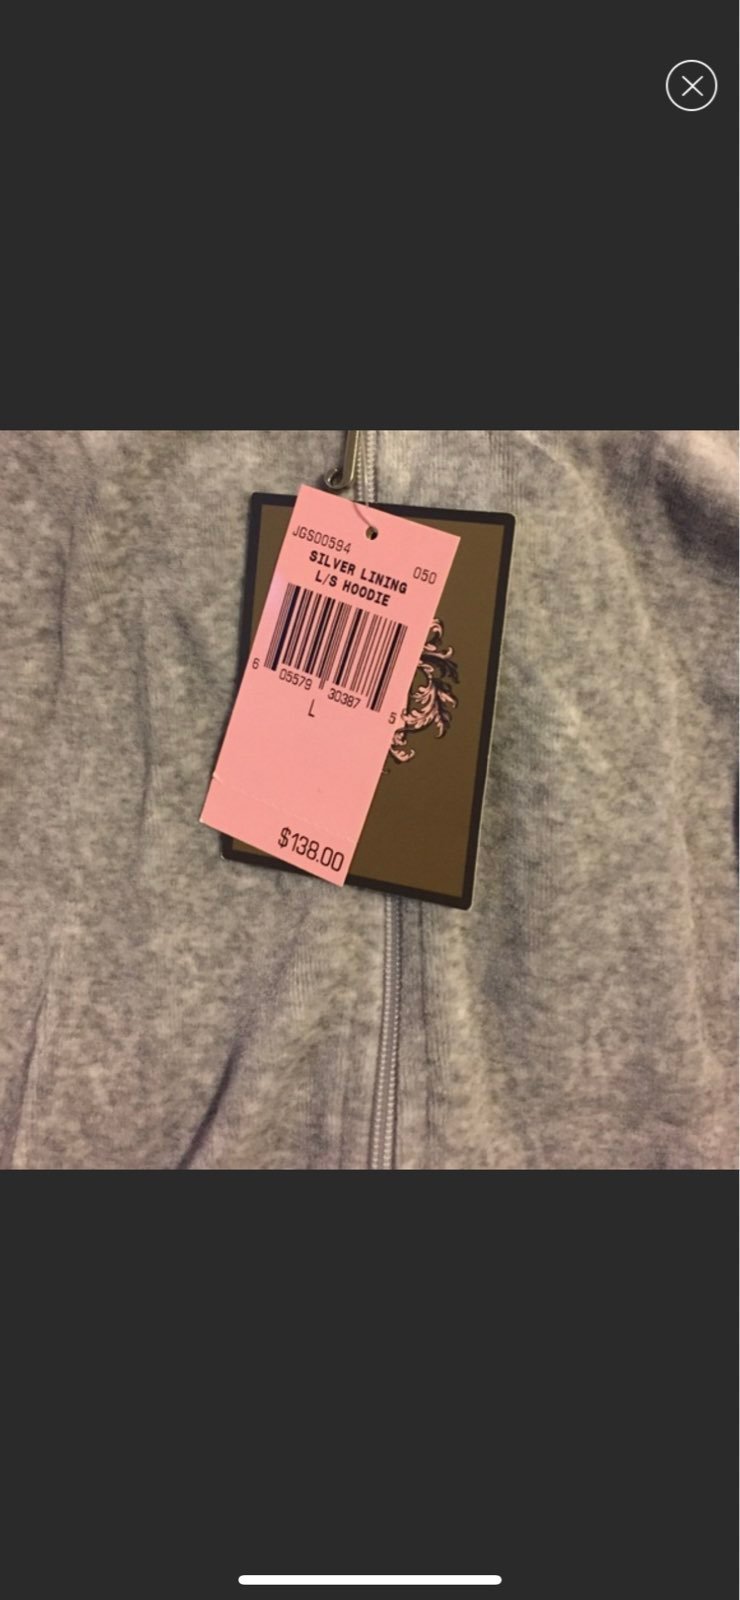 JGS00594
050
SILVER LINING
L/S HOODIE
6 05579 30387 5
L
$138.00